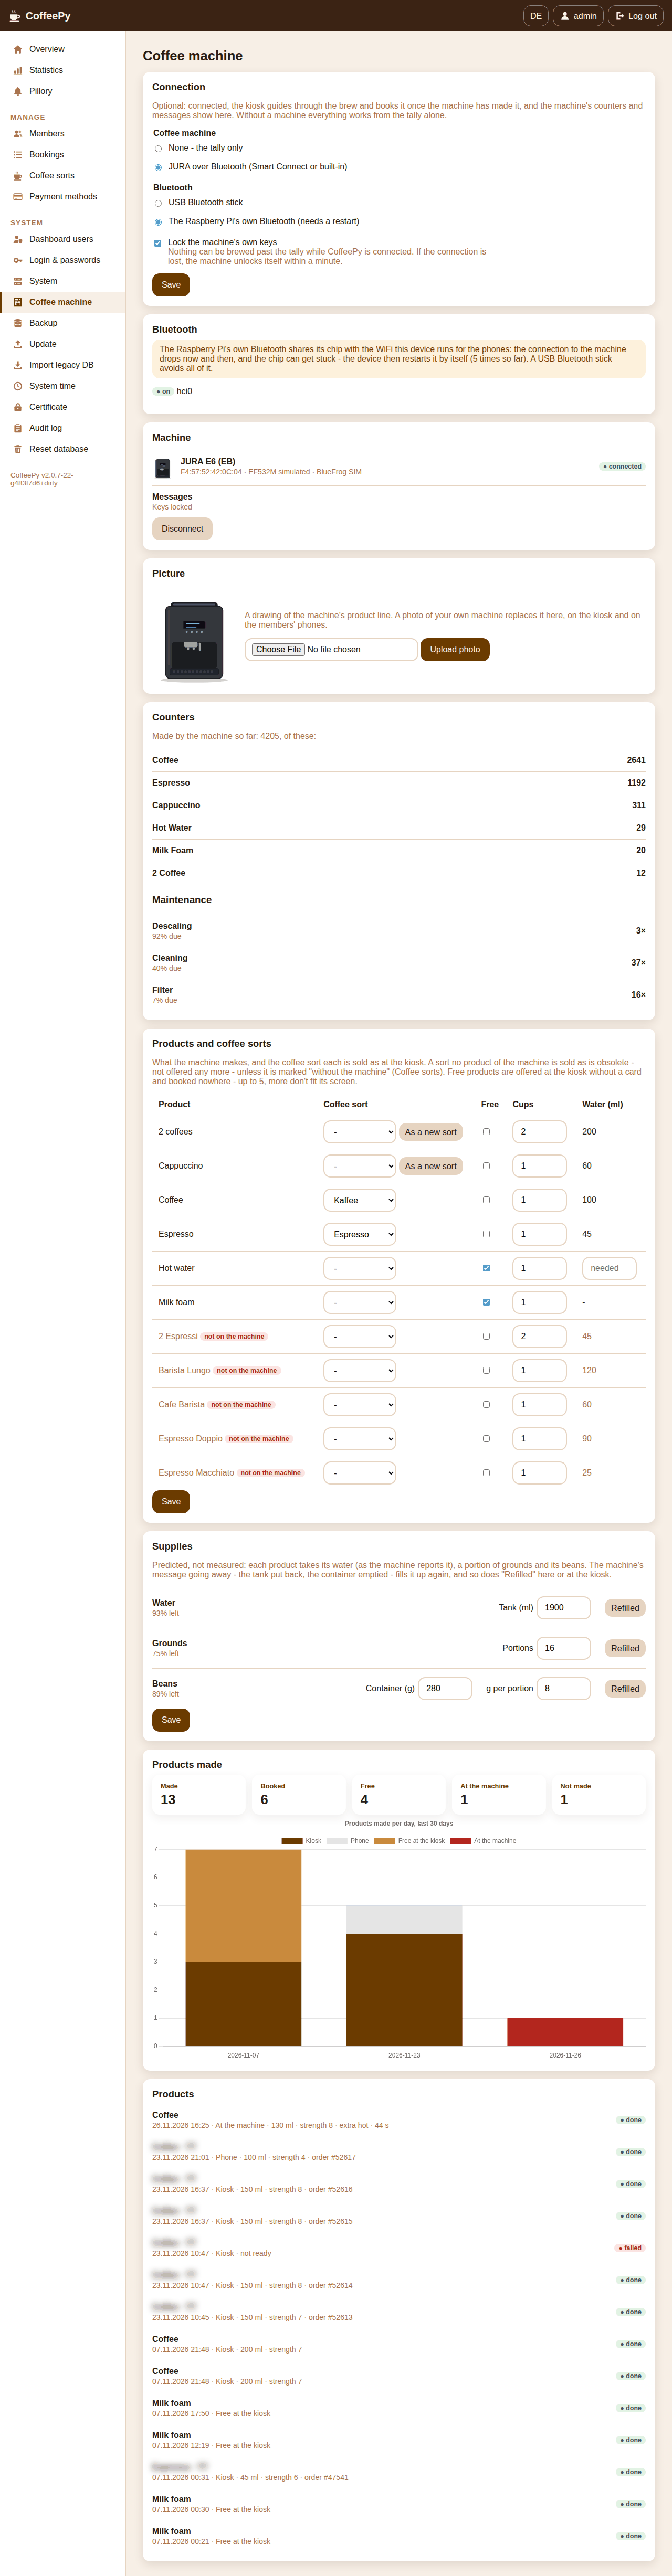 CoffeePy
DE
admin
Log out
Overview
Statistics
Pillory
MANAGE
Members
Bookings
Coffee sorts
Payment methods
SYSTEM
Dashboard users
Login & passwords
System
Coffee machine
Backup
Update
Import legacy DB
System time
Certificate
Audit log
Reset database
CoffeePy v2.0.7-22-
g483f7d6+dirty
Coffee machine
Connection
Optional: connected, the kiosk guides through the brew and books it once the machine has made it, and the machine's counters and
messages show here. Without a machine everything works from the tally alone.
Coffee machine
None - the tally only
JURA over Bluetooth (Smart Connect or built-in)
Bluetooth
USB Bluetooth stick
The Raspberry Pi's own Bluetooth (needs a restart)
Lock the machine's own keys
Nothing can be brewed past the tally while CoffeePy is connected. If the connection is
lost, the machine unlocks itself within a minute.
Save
Bluetooth
The Raspberry Pi's own Bluetooth shares its chip with the WiFi this device runs for the phones: the connection to the machine
drops now and then, and the chip can get stuck - the device then restarts it by itself (5 times so far). A USB Bluetooth stick
avoids all of it.
● on hci0
Machine
JURA E6 (EB)
F4:57:52:42:0C:0E · EF532M simulated · BlueFrog SIM
● connected
Messages
Keys locked
Disconnect
Picture
A drawing of the machine's product line. A photo of your own machine replaces it here, on the kiosk and on
the members' phones.
Choose File No file chosen
Upload photo
Counters
Made by the machine so far: 4205, of these:
Coffee 2641
Espresso 1192
Cappuccino 311
Hot Water 29
Milk Foam 20
2 Coffee 12
Maintenance
Descaling
92% due
3×
Cleaning
40% due
37×
Filter
7% due
16×
Products and coffee sorts
What the machine makes, and the coffee sort each is sold as at the kiosk. A sort no product of the machine is sold as is obsolete -
not offered any more - unless it is marked "without the machine" (Coffee sorts). Free products are offered at the kiosk without a card
and booked nowhere - up to 5, more don't fit its screen.
Product Coffee sort Free Cups Water (ml)
2 coffees - As a new sort 2 200
Cappuccino - As a new sort 1 60
Coffee Kaffee 1 100
Espresso Espresso 1 45
Hot water - 1 needed
Milk foam - 1 -
2 Espressi not on the machine - 2 45
Barista Lungo not on the machine - 1 120
Cafe Barista not on the machine - 1 60
Espresso Doppio not on the machine - 1 90
Espresso Macchiato not on the machine - 1 25
Save
Supplies
Predicted, not measured: each product takes its water (as the machine reports it), a portion of grounds and its beans. The machine's
message going away - the tank put back, the container emptied - fills it up again, and so does "Refilled" here or at the kiosk.
Water
93% left
Tank (ml) 1900 Refilled
Grounds
75% left
Portions 16 Refilled
Beans
89% left
Container (g) 280 g per portion 8 Refilled
Save
Products made
Made
13
Booked
6
Free
4
At the machine
1
Not made
1
Products made per day, last 30 days
Kiosk Phone Free at the kiosk At the machine
7
6
5
4
3
2
1
0
2026-11-07 2026-11-23 2026-11-26
Products
Coffee
26.11.2026 16:25 · At the machine · 130 ml · strength 8 · extra hot · 44 s
● done
23.11.2026 21:01 · Phone · 100 ml · strength 4 · order #52617
● done
23.11.2026 16:37 · Kiosk · 150 ml · strength 8 · order #52616
● done
23.11.2026 16:37 · Kiosk · 150 ml · strength 8 · order #52615
● done
23.11.2026 10:47 · Kiosk · not ready
● failed
23.11.2026 10:47 · Kiosk · 150 ml · strength 8 · order #52614
● done
23.11.2026 10:45 · Kiosk · 150 ml · strength 7 · order #52613
● done
Coffee
07.11.2026 21:48 · Kiosk · 200 ml · strength 7
● done
Coffee
07.11.2026 21:48 · Kiosk · 200 ml · strength 7
● done
Milk foam
07.11.2026 17:50 · Free at the kiosk
● done
Milk foam
07.11.2026 12:19 · Free at the kiosk
● done
07.11.2026 00:31 · Kiosk · 45 ml · strength 6 · order #47541
● done
Milk foam
07.11.2026 00:30 · Free at the kiosk
● done
Milk foam
07.11.2026 00:21 · Free at the kiosk
● done